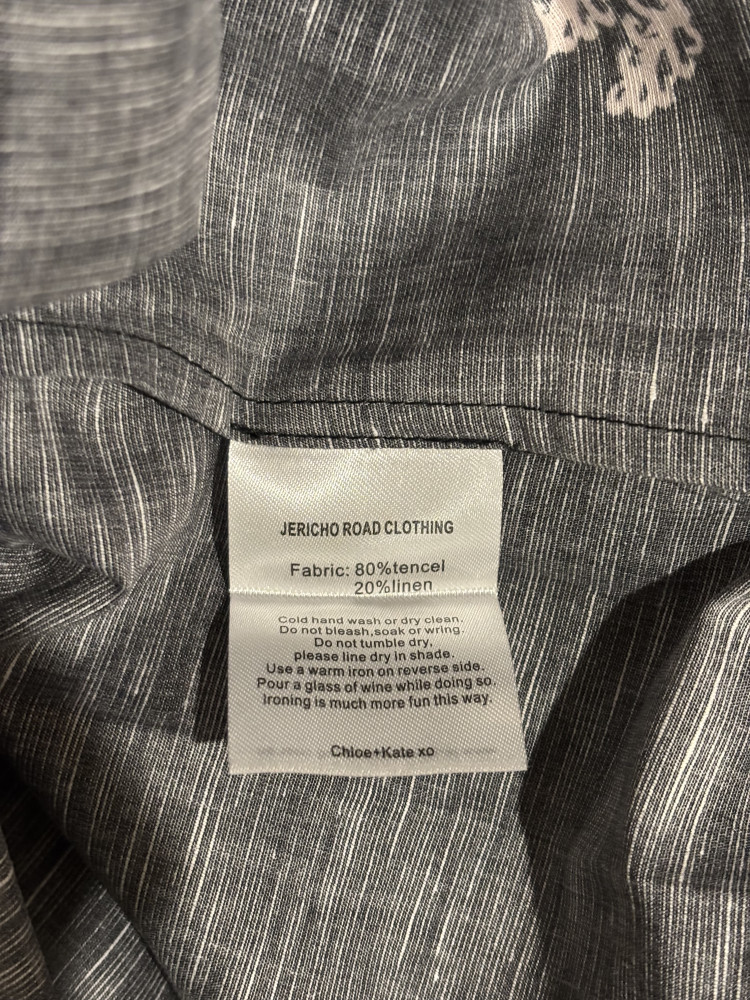 JERICHO ROAD CLOTHING
Fabric: 80%tencel
20%linen
Cold hand wash or dry clean.
Do not bleash,soak or wring.
Do not tumble dry,
please line dry in shade.
Use a warm iron on reverse side.
Pour a glass of wine while doing so.
Ironing is much more fun this way.
Chloe+Kate xo